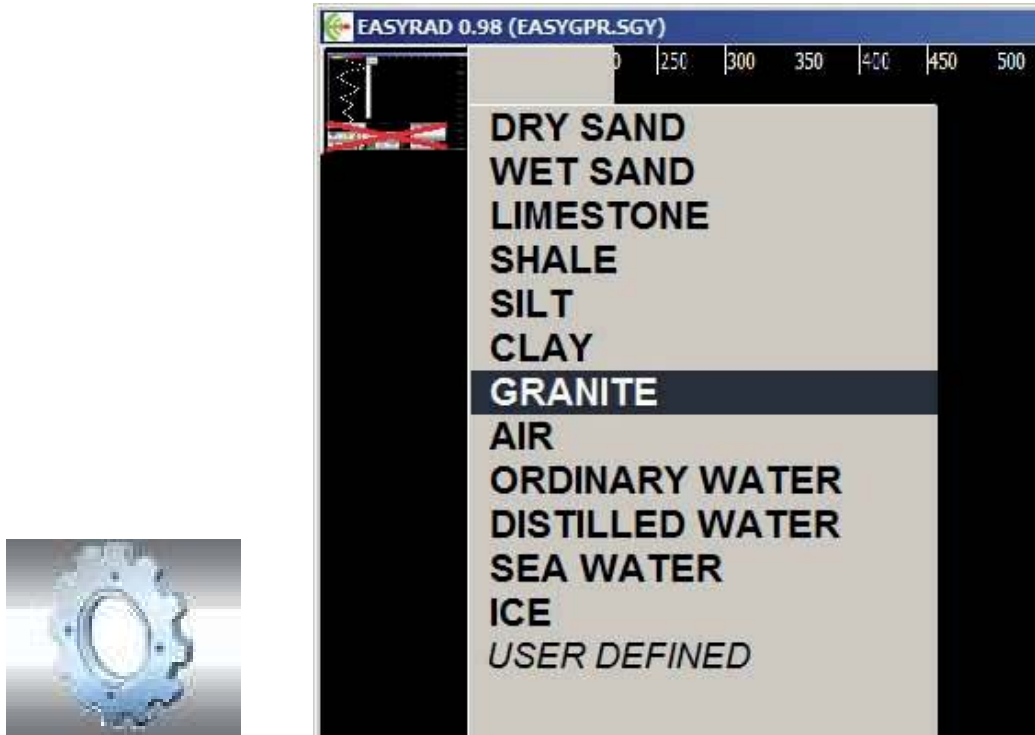 EASYRAD 0.98 (EASYGPR.SGY)
0 250 300 350 400 450 500
DRY SAND
WET SAND
LIMESTONE
SHALE
SILT
CLAY
GRANITE
AIR
ORDINARY WATER
DISTILLED WATER
SEA WATER
ICE
USER DEFINED